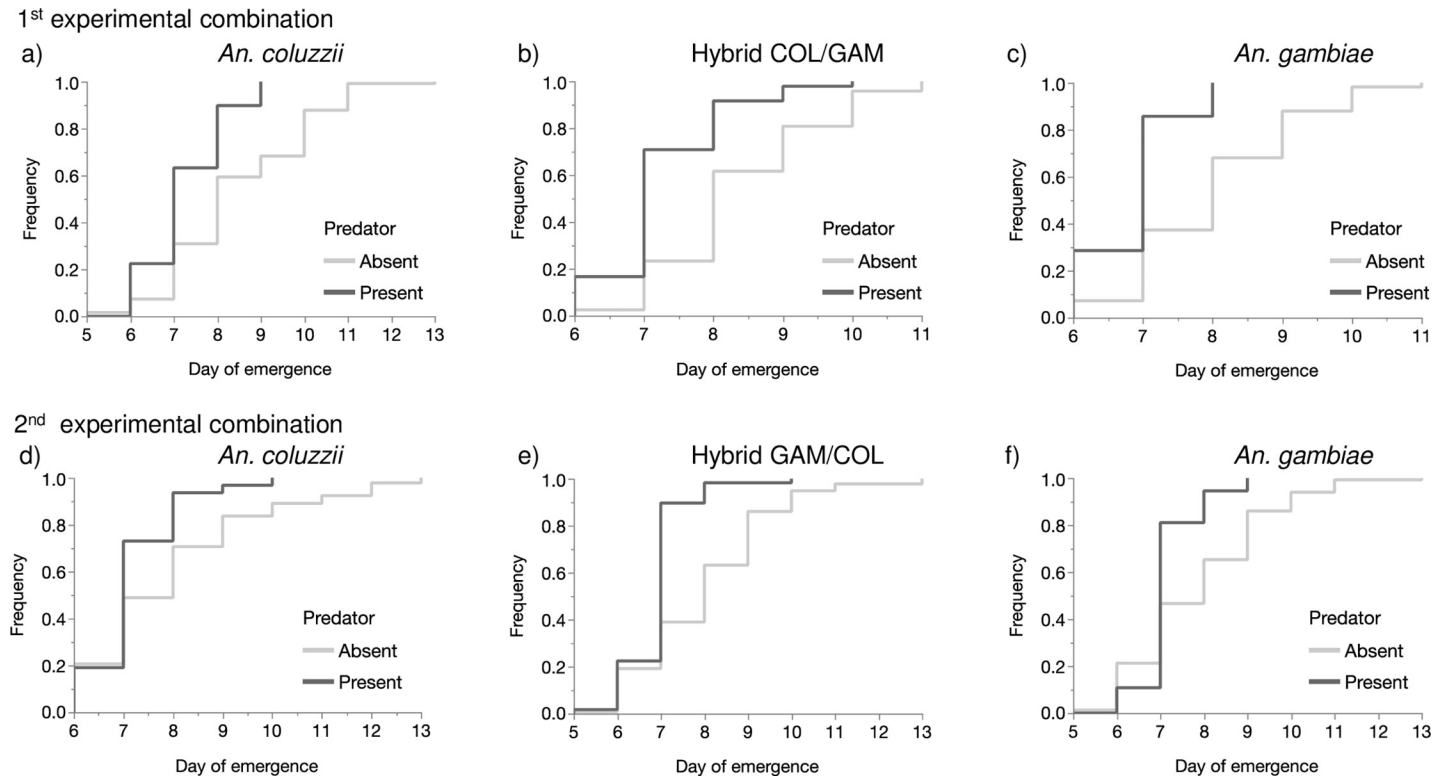 1st experimental combination
a) An. coluzzii
1.0
0.8
0.6
0.4
0.2
0.0
Frequency
Predator
Absent
Present
5 6 7 8 9 10 11 12 13
Day of emergence
b) Hybrid COL/GAM
1.0
0.8
0.6
0.4
0.2
0.0
Frequency
Predator
Absent
Present
6 7 8 9 10 11
Day of emergence
c) An. gambiae
1.0
0.8
0.6
0.4
0.2
0.0
Frequency
Predator
Absent
Present
6 7 8 9 10 11
Day of emergence
2nd experimental combination
d) An. coluzzii
1.0
0.8
0.6
0.4
0.2
0.0
Frequency
Predator
Absent
Present
6 7 8 9 10 11 12 13
Day of emergence
e) Hybrid GAM/COL
1.0
0.8
0.6
0.4
0.2
0.0
Frequency
Predator
Absent
Present
5 6 7 8 9 10 11 12 13
Day of emergence
f) An. gambiae
1.0
0.8
0.6
0.4
0.2
0.0
Frequency
Predator
Absent
Present
5 6 7 8 9 10 11 12 13
Day of emergence